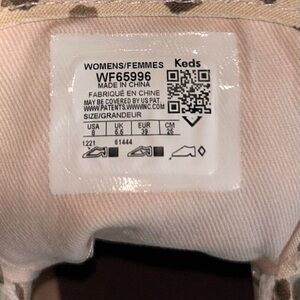 WOMENS/FEMMES Keds
WF65996
MADE IN CHINA
FABRIQUÉ EN CHINE
MAY BE COVERED BY US PAT.
WWW.PATENTS.WWWINC.COM
SIZE/GRANDEUR
USA UK EUR CM
8 5.5 39 25
1221 61444